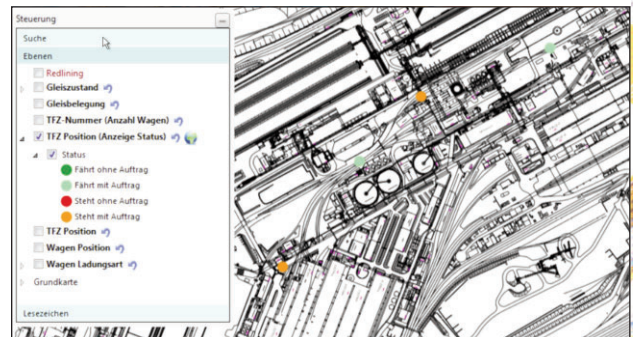 Steuerung
Suche
Ebenen
Redlining
Gleiszustand
Gleisbelegung
TFZ-Nummer (Anzahl Wagen)
TFZ Position (Anzeige Status)
Status
Fährt ohne Auftrag
Fährt mit Auftrag
Steht ohne Auftrag
Steht mit Auftrag
TFZ Position
Wagen Position
Wagen Ladungsart
Grundkarte
Lesezeichen